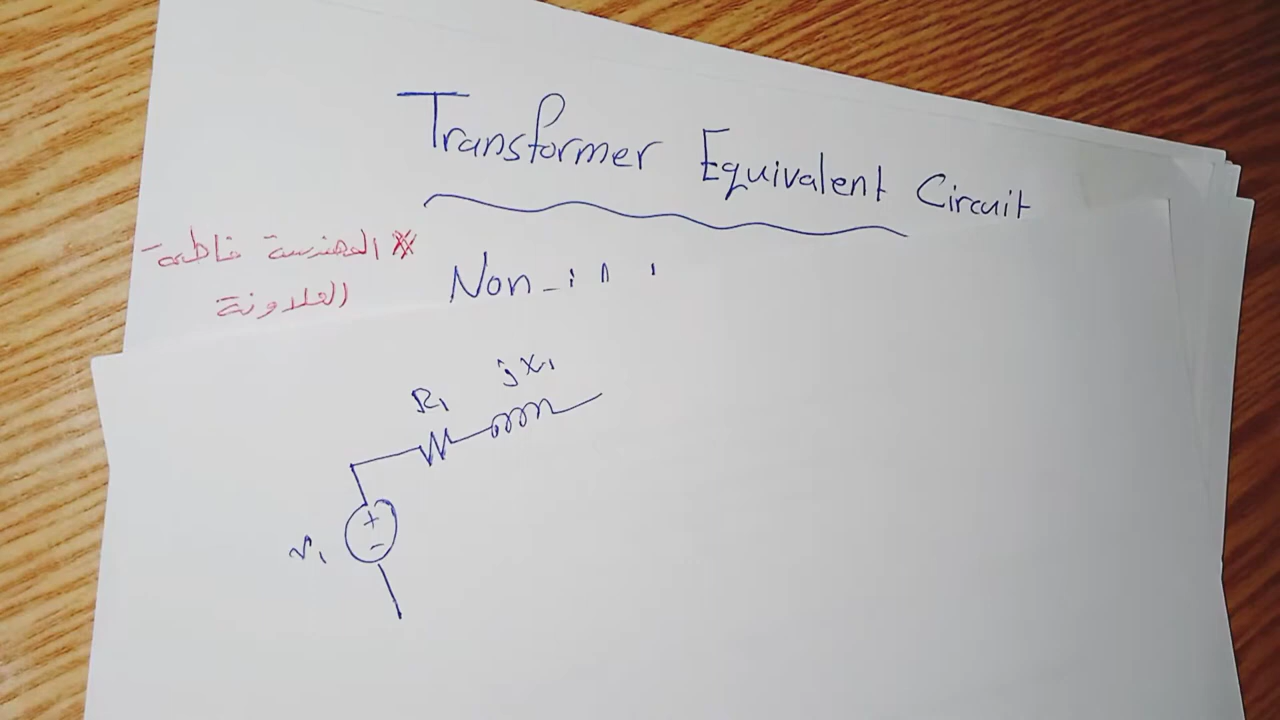 Transformer Equivalent Circuit
* المهندسة فاطمة
العلاونة
Non-
jX1
R1
+
-
V1